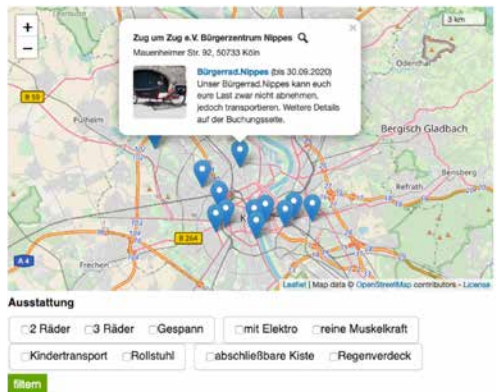 +
−
3 km
×
Zug um Zug e.V. Bürgerzentrum Nippes
Mauenheimer Str. 92, 50733 Köln
Bürgerrad.Nippes (bis 30.09.2020)
Unser Bürgerrad.Nippes kann euch
eure Last zwar nicht abnehmen,
jedoch transportieren. Weitere Details
auf der Buchungsseite.
Odenthal
B 59
Pulheim
Bergisch Gladbach
Bensberg
Refrath
K
B 264
A 4
Frechen
Leaflet | Map data © OpenStreetMap contributors - License
Ausstattung
2 Räder 3 Räder Gespann mit Elektro reine Muskelkraft
Kindertransport Rollstuhl abschließbare Kiste Regenverdeck
filtern